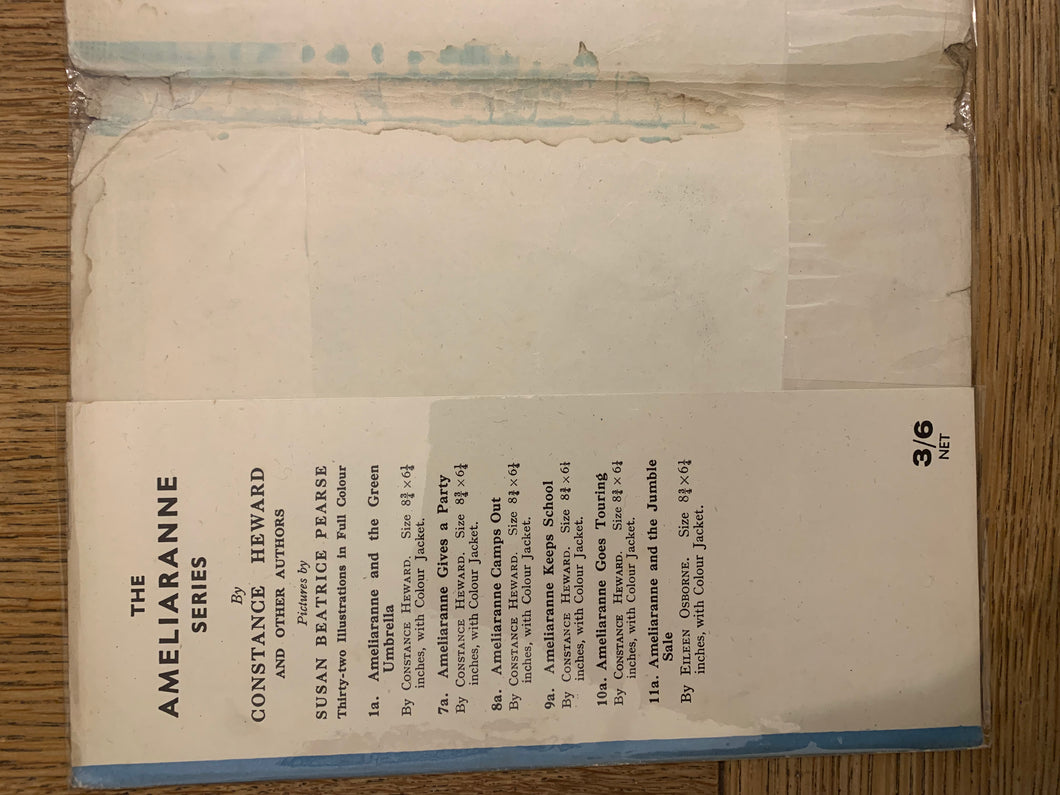 THE
AMELIARANNE
SERIES
By
CONSTANCE HEWARD
AND OTHER AUTHORS
Pictures by
SUSAN BEATRICE PEARSE
Thirty-two Illustrations in Full Colour
1a. Ameliaranne and the Green
Umbrella
By CONSTANCE HEWARD. Size 8¾ × 6¼
inches, with Colour Jacket.
7a. Ameliaranne Gives a Party
By CONSTANCE HEWARD. Size 8¾ × 6¼
inches, with Colour Jacket.
8a. Ameliaranne Camps Out
By CONSTANCE HEWARD. Size 8¾ × 6¼
inches, with Colour Jacket.
9a. Ameliaranne Keeps School
By CONSTANCE HEWARD. Size 8¾ × 6¼
inches, with Colour Jacket.
10a. Ameliaranne Goes Touring
By CONSTANCE HEWARD. Size 8¾ × 6¼
inches, with Colour Jacket.
11a. Ameliaranne and the Jumble
Sale
By EILEEN OSBORNE. Size 8¾ × 6¼
inches, with Colour Jacket.
3/6
NET